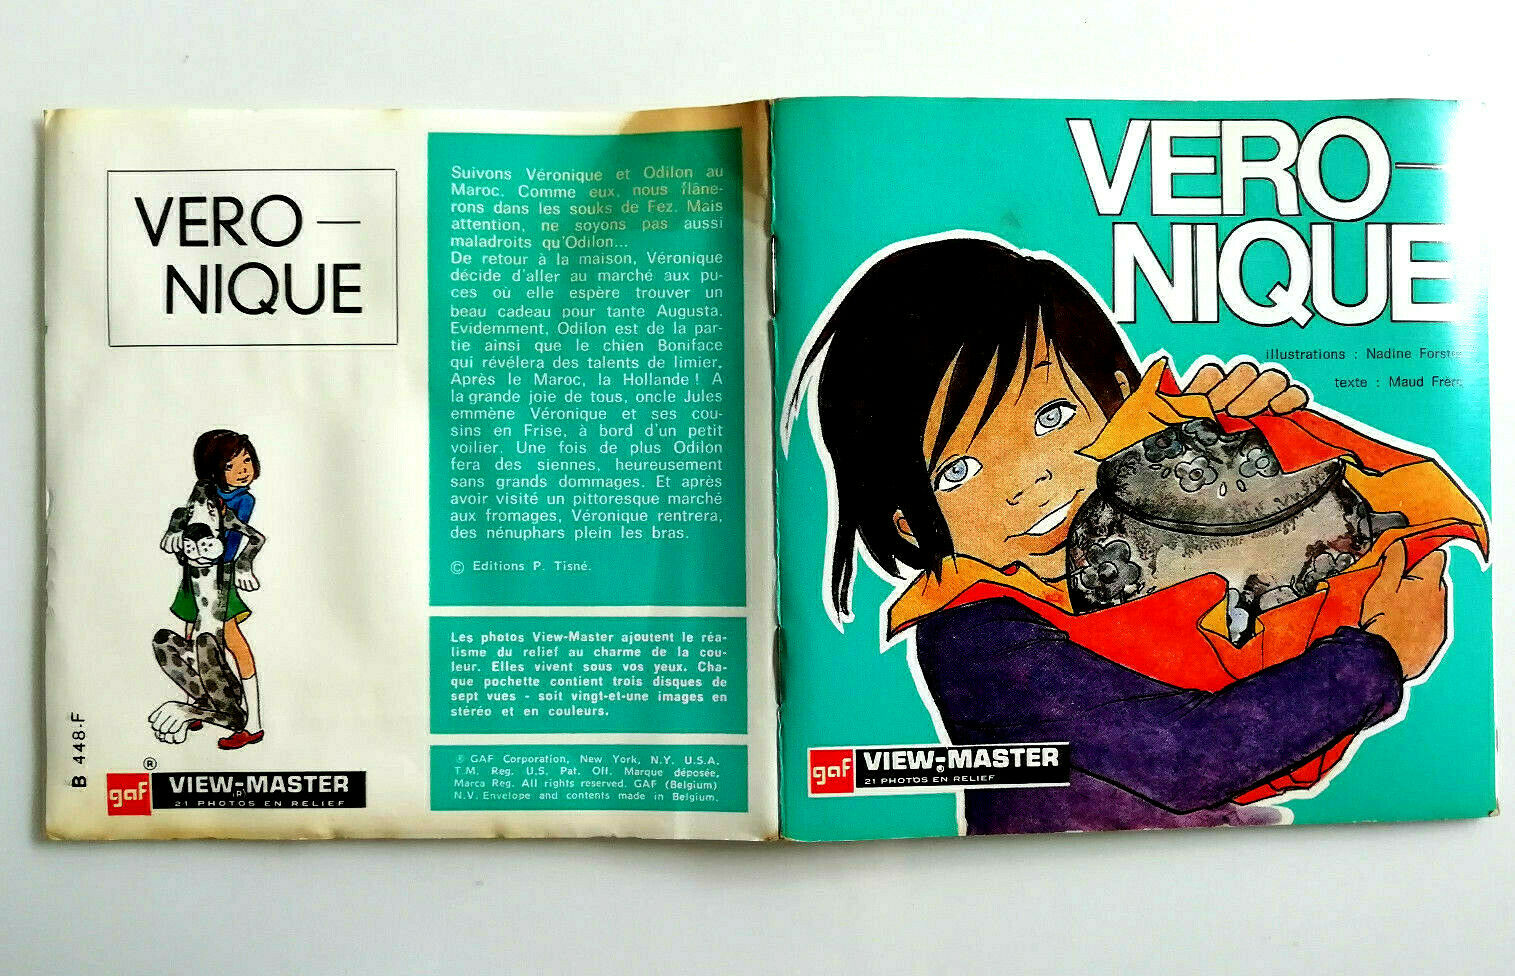 VERO—
NIQUE
B 448-F
®
gaf VIEW-MASTER
(R)
21 PHOTOS EN RELIEF
Suivons Véronique et Odilon au
Maroc. Comme eux, nous flâne-
rons dans les souks de Fez. Mais
attention, ne soyons pas aussi
maladroits qu'Odilon...
De retour à la maison, Véronique
décide d'aller au marché aux pu-
ces où elle espère trouver un
beau cadeau pour tante Augusta.
Evidemment, Odilon est de la par-
tie ainsi que le chien Boniface
qui révélera des talents de limier.
Après le Maroc, la Hollande ! A
la grande joie de tous, oncle Jules
emmène Véronique et ses cou-
sins en Frise, à bord d'un petit
voilier. Une fois de plus Odilon
fera des siennes, heureusement
sans grands dommages. Et après
avoir visité un pittoresque marché
aux fromages, Véronique rentrera,
des nénuphars plein les bras.
© Editions P. Tisné.
Les photos View-Master ajoutent le réa-
lisme du relief au charme de la cou-
leur. Elles vivent sous vos yeux. Cha-
que pochette contient trois disques de
sept vues - soit vingt-et-une images en
stéréo et en couleurs.
® GAF Corporation, New York, N.Y. U.S.A.
T.M. Reg. U.S. Pat. Off. Marque déposée,
Marca Reg. All rights reserved. GAF (Belgium)
N.V. Envelope and contents made in Belgium.
VERO—
NIQUE
illustrations : Nadine
texte : Maud
gaf VIEW-MASTER
®
21 PHOTOS EN RELIEF